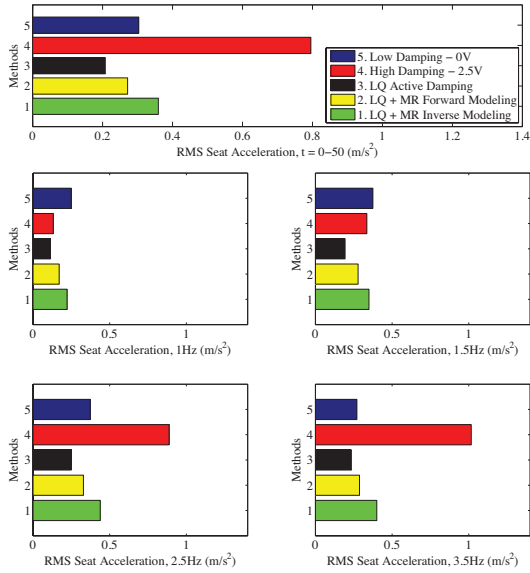 Methods
5
4
3
2
1
5. Low Damping − 0V
4. High Damping − 2.5V
3. LQ Active Damping
2. LQ + MR Forward Modeling
1. LQ + MR Inverse Modeling
0 0.2 0.4 0.6 0.8 1 1.2 1.4
RMS Seat Acceleration, t = 0−50 (m/s²)
Methods
5
4
3
2
1
0 0.5 1
RMS Seat Acceleration, 1Hz (m/s²)
Methods
5
4
3
2
1
0 0.5 1
RMS Seat Acceleration, 1.5Hz (m/s²)
Methods
5
4
3
2
1
0 0.5 1
RMS Seat Acceleration, 2.5Hz (m/s²)
Methods
5
4
3
2
1
0 0.5 1
RMS Seat Acceleration, 3.5Hz (m/s²)